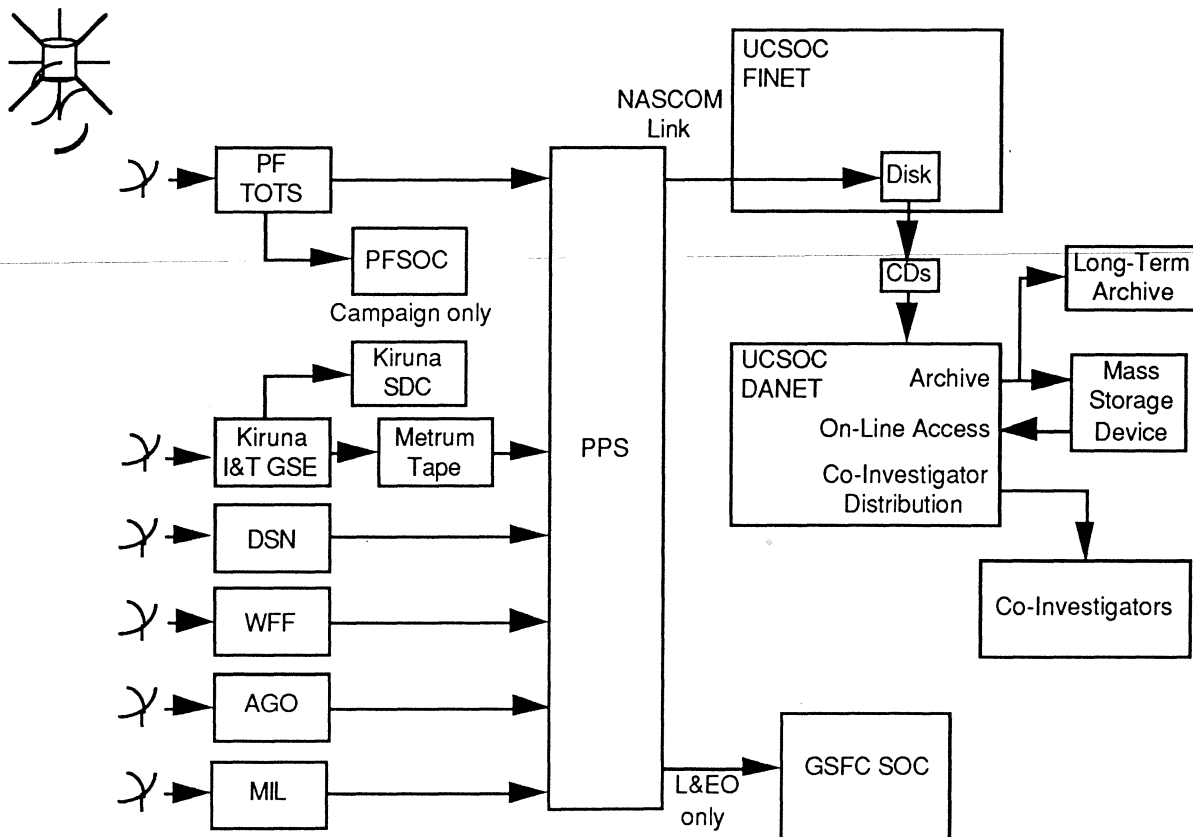 UCSOC
FINET
NASCOM
Link
PF
TOTS
Disk
PFSOC
Campaign only
CDs
Long-Term
Archive
Kiruna
SDC
UCSOC
DANET
Archive
Mass
Storage
Device
Kiruna
I&T GSE
Metrum
Tape
PPS
On-Line Access
Co-Investigator
Distribution
DSN
WFF
Co-Investigators
AGO
MIL
L&EO
only
GSFC SOC